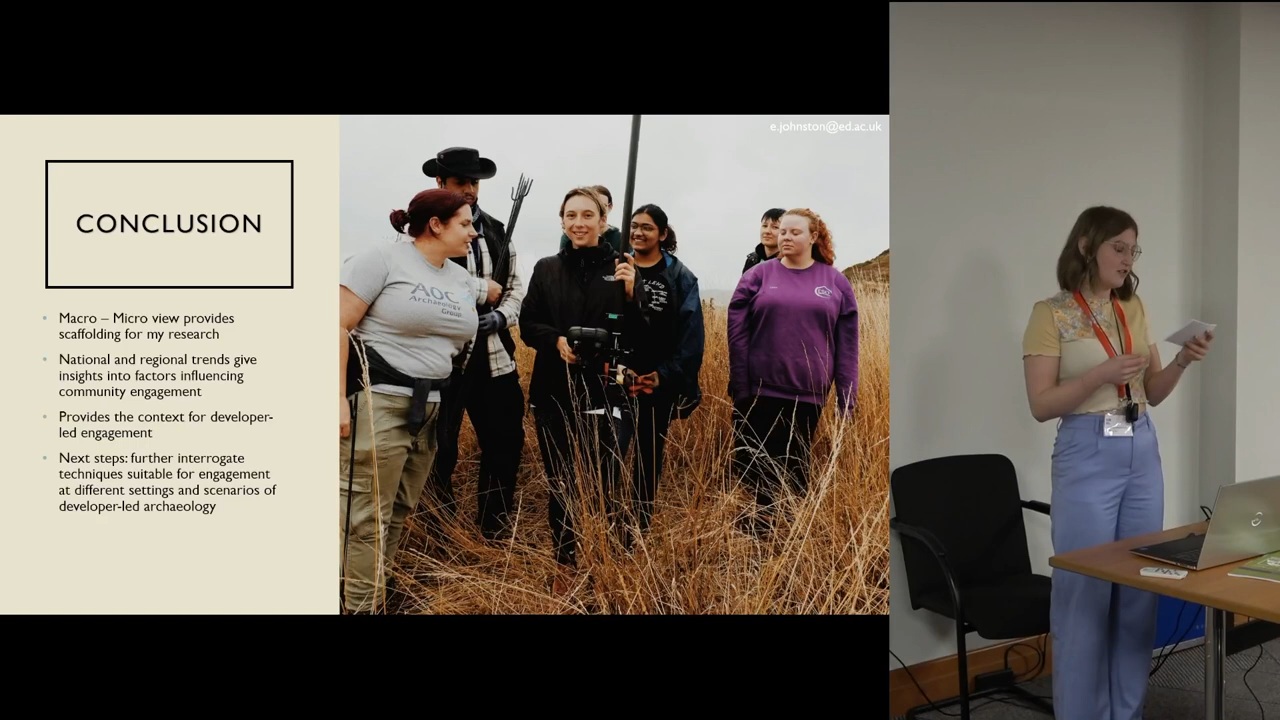 e.johnston@ed.ac.uk
CONCLUSION
Macro – Micro view provides
scaffolding for my research
National and regional trends give
insights into factors influencing
community engagement
Provides the context for developer-
led engagement
Next steps: further interrogate
techniques suitable for engagement
at different settings and scenarios of
developer-led archaeology
AOC
Archaeology
Group